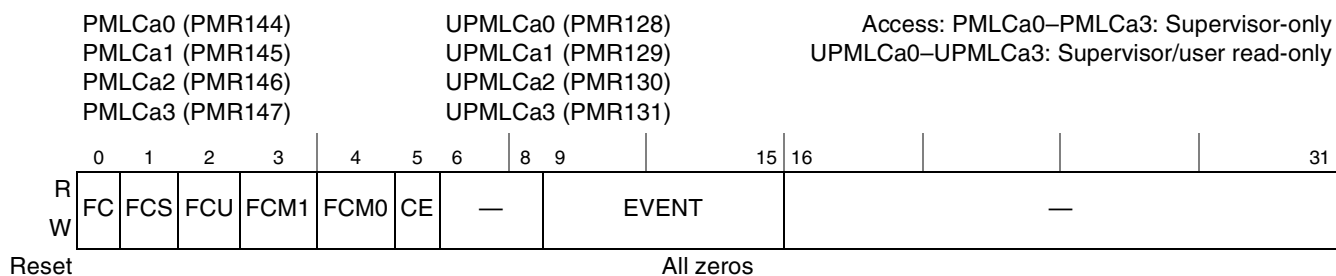 PMLCa0 (PMR144) UPMLCa0 (PMR128) Access: PMLCa0–PMLCa3: Supervisor-only
PMLCa1 (PMR145) UPMLCa1 (PMR129) UPMLCa0–UPMLCa3: Supervisor/user read-only
PMLCa2 (PMR146) UPMLCa2 (PMR130)
PMLCa3 (PMR147) UPMLCa3 (PMR131)
0 1 2 3 4 5 6 8 9 15 16 31
R
FC FCS FCU FCM1 FCM0 CE — EVENT —
W
Reset All zeros